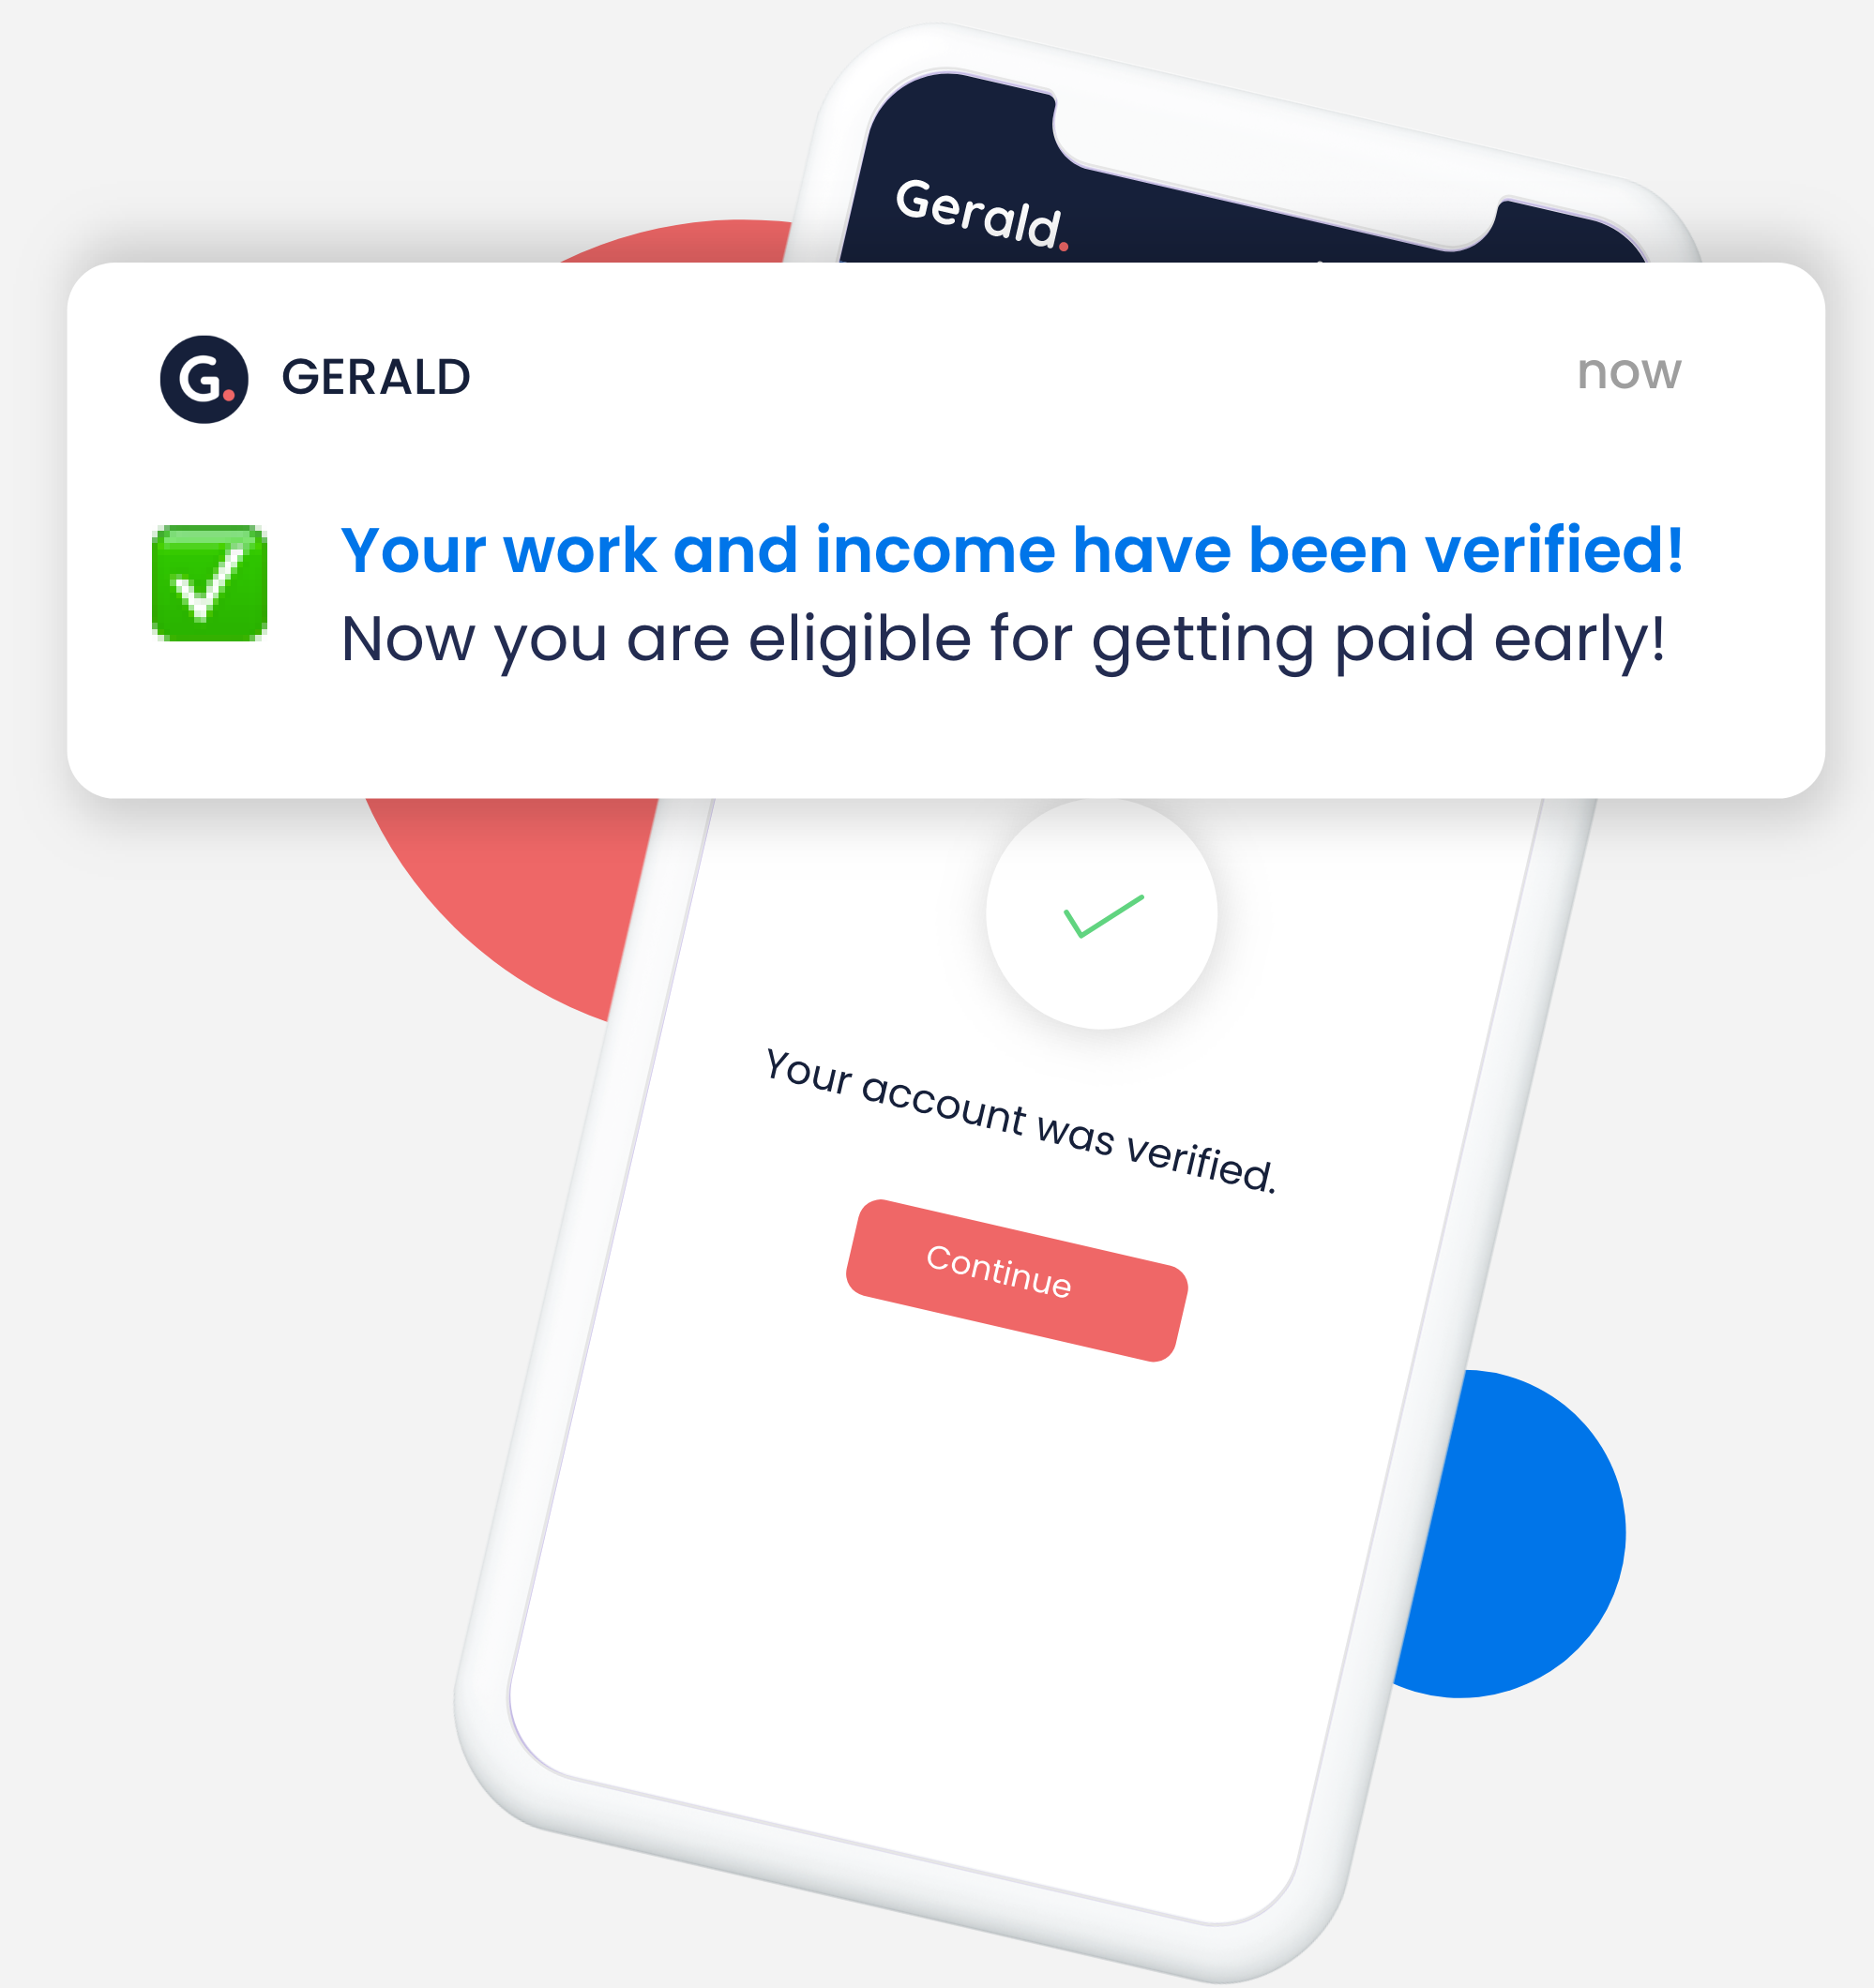 Gerald.
G.
GERALD
now
Your work and income have been verified!
Now you are eligible for getting paid early!
Your account was verified.
Continue